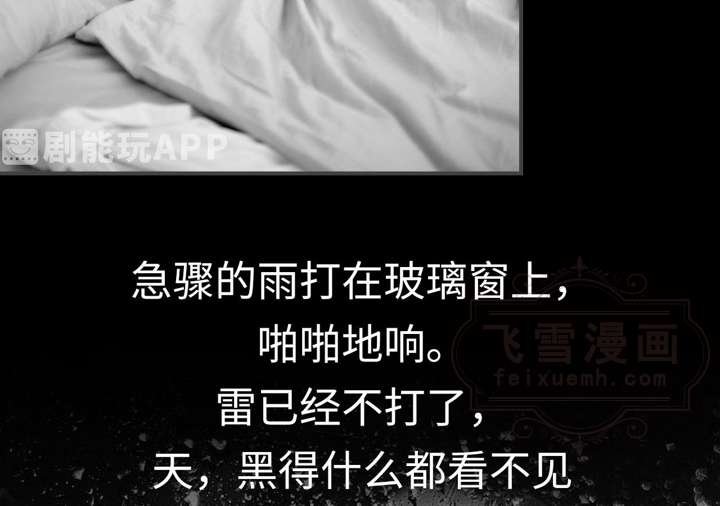 剧能玩APP
急骤的雨打在玻璃窗上，
啪啪地响。
飞雪漫画
feixuemh.com
雷已经不打了，
天，黑得什么都看不见